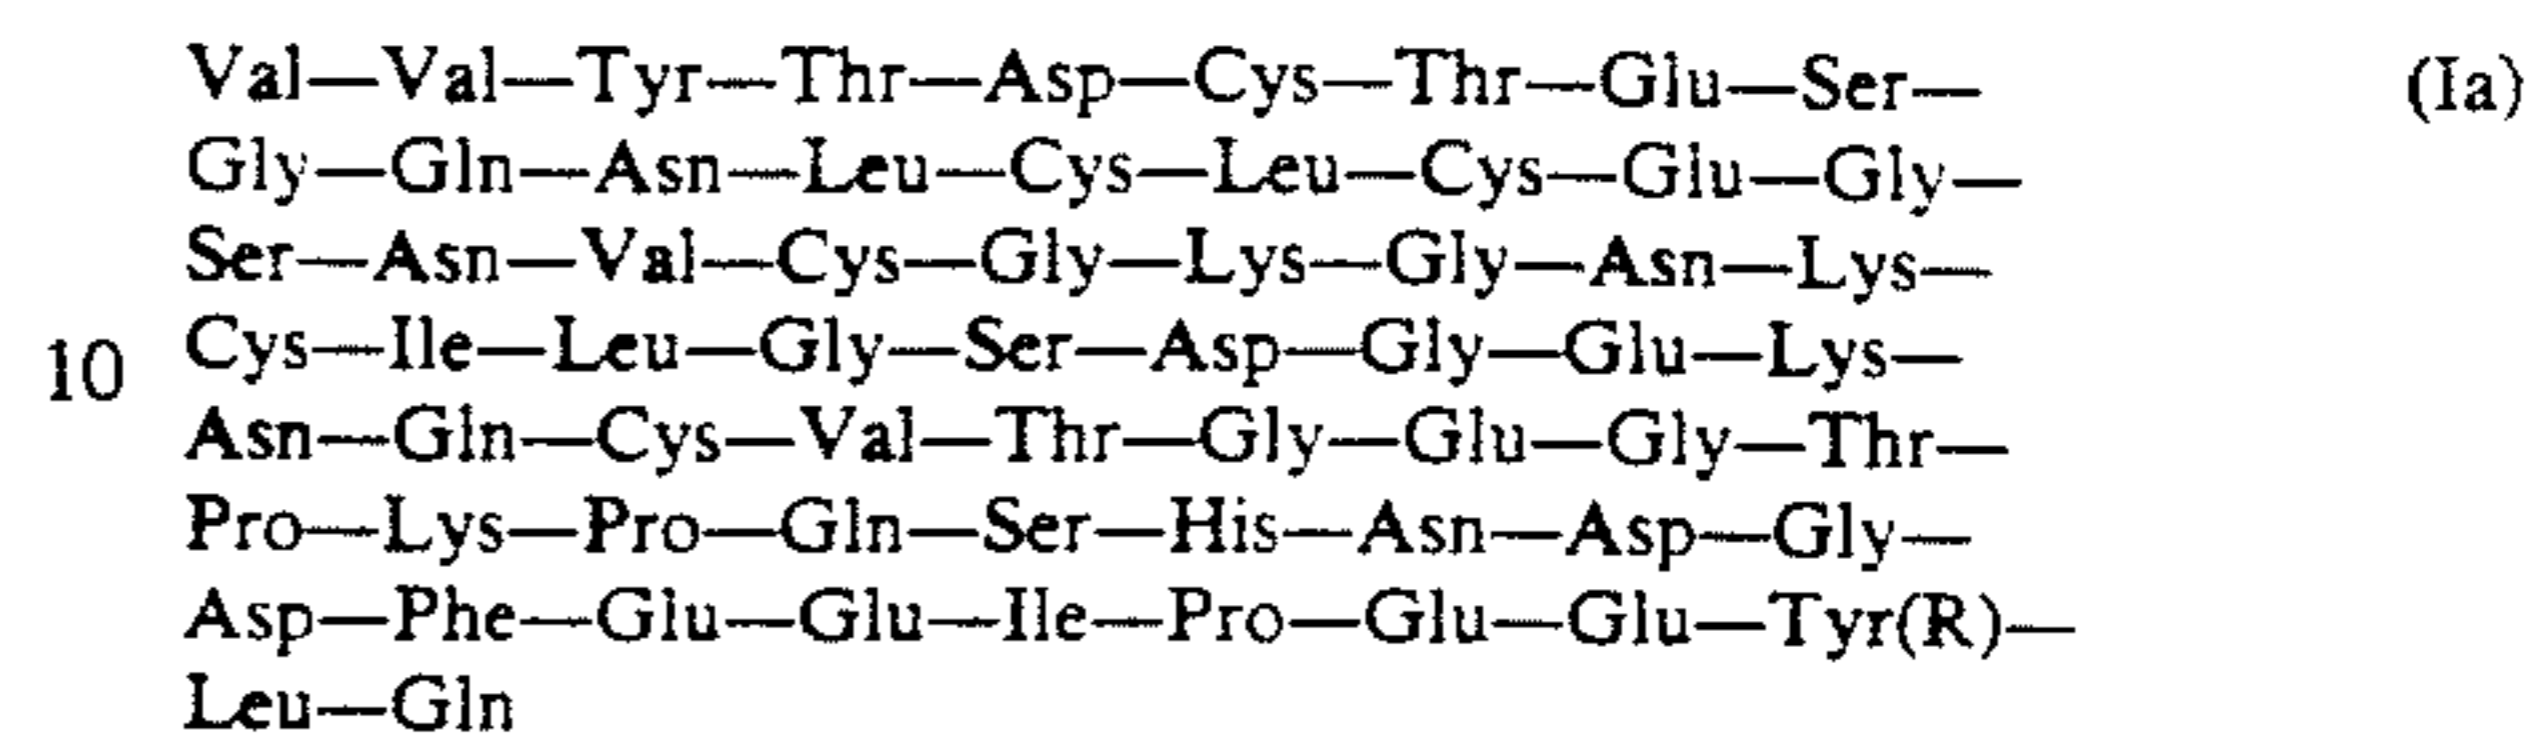 Val—Val—Tyr—Thr—Asp—Cys—Thr—Glu—Ser— (Ia)
Gly—Gln—Asn—Leu—Cys—Leu—Cys—Glu—Gly—
Ser—Asn—Val—Cys—Gly—Lys—Gly—Asn—Lys—
10 Cys—Ile—Leu—Gly—Ser—Asp—Gly—Glu—Lys—
Asn—Gln—Cys—Val—Thr—Gly—Glu—Gly—Thr—
Pro—Lys—Pro—Gln—Ser—His—Asn—Asp—Gly—
Asp—Phe—Glu—Glu—Ile—Pro—Glu—Glu—Tyr(R)—
Leu—Gln